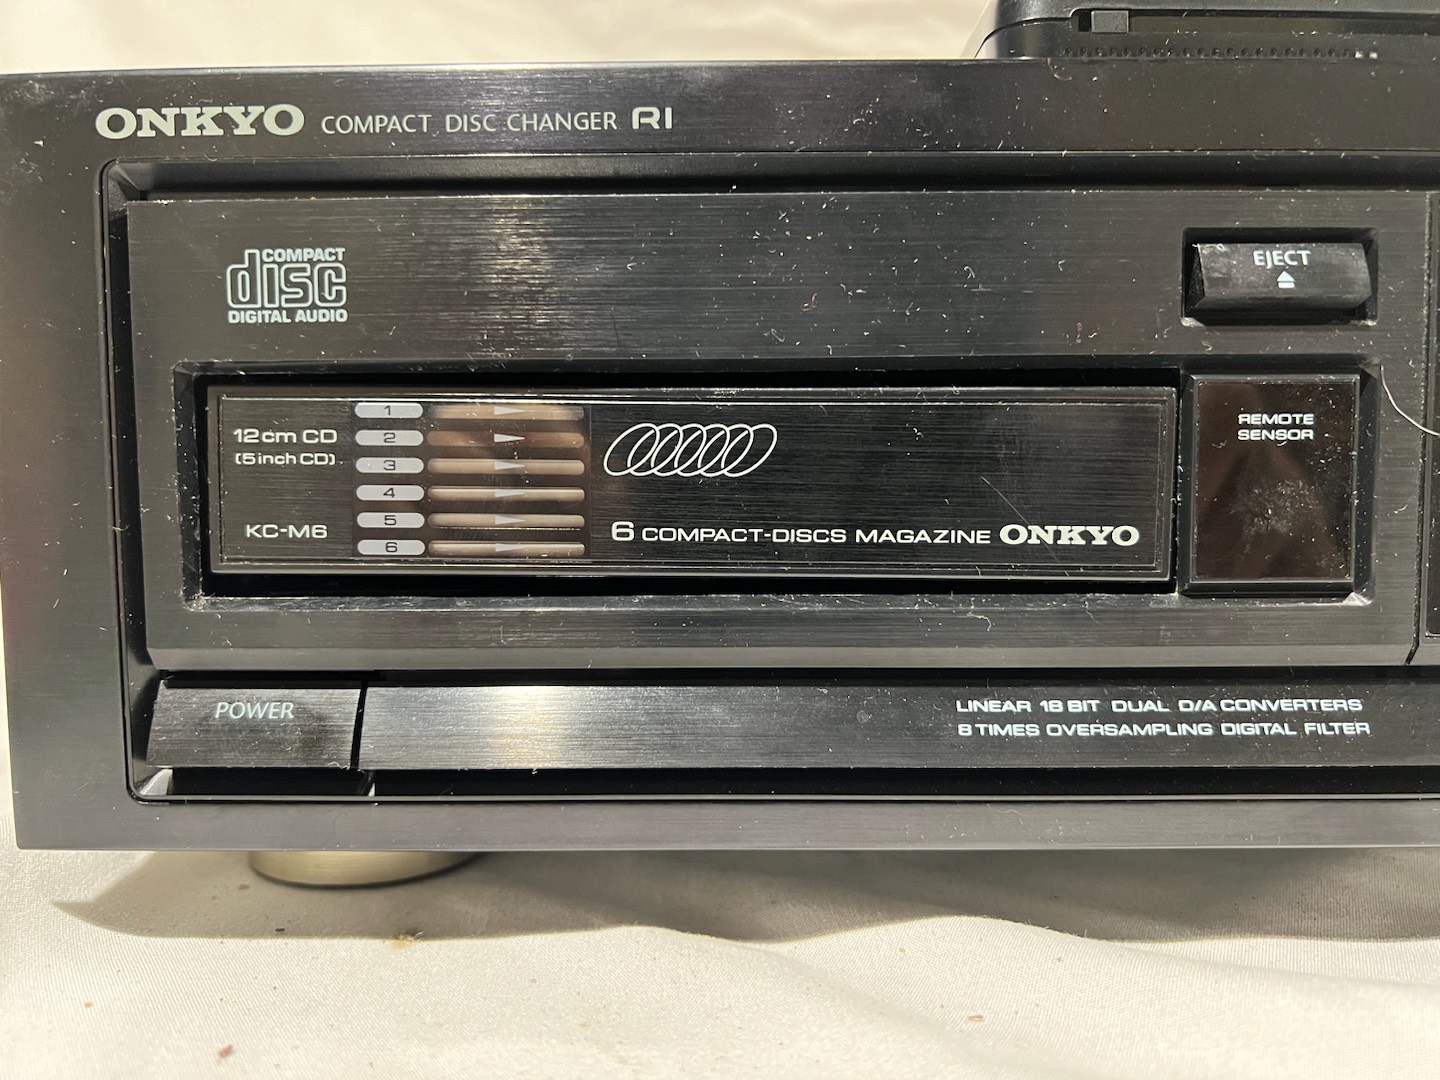 ONKYO COMPACT DISC CHANGER RI
COMPACT
disc
DIGITAL AUDIO
EJECT
REMOTE
SENSOR
12cm CD
(5 inch CD)
KC-M6
1
2
3
4
5
6
6 COMPACT-DISCS MAGAZINE ONKYO
POWER
LINEAR 18 BIT DUAL D/A CONVERTERS
8 TIMES OVERSAMPLING DIGITAL FILTER